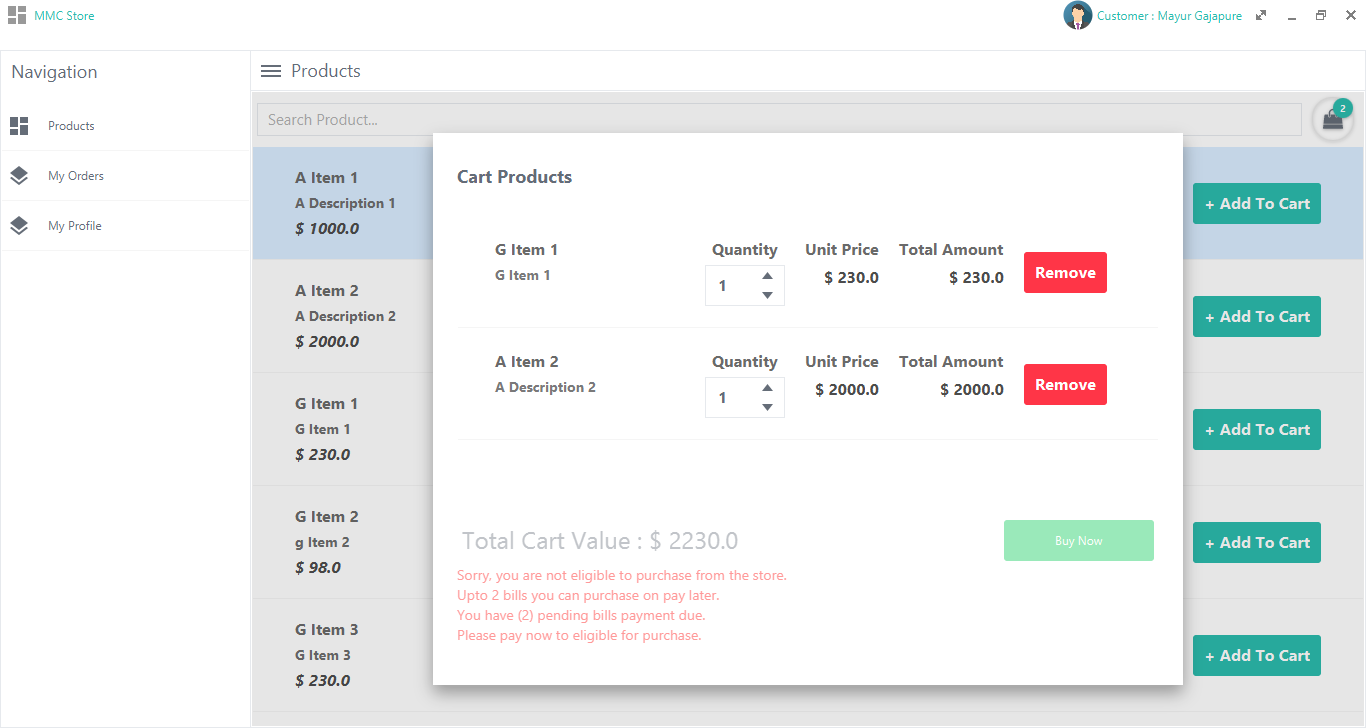 MMC Store
Customer : Mayur Gajapure
Navigation
Products
My Orders
My Profile
Products
Search Product...
2
A Item 1
A Description 1
$ 1000.0
+ Add To Cart
A Item 2
A Description 2
$ 2000.0
+ Add To Cart
G Item 1
G Item 1
$ 230.0
+ Add To Cart
G Item 2
g Item 2
$ 98.0
+ Add To Cart
G Item 3
G Item 3
$ 230.0
+ Add To Cart
Cart Products
G Item 1 Quantity Unit Price Total Amount
G Item 1 1 $ 230.0 $ 230.0 Remove
A Item 2 Quantity Unit Price Total Amount
A Description 2 1 $ 2000.0 $ 2000.0 Remove
Total Cart Value : $ 2230.0
Buy Now
Sorry, you are not eligible to purchase from the store.
Upto 2 bills you can purchase on pay later.
You have (2) pending bills payment due.
Please pay now to eligible for purchase.